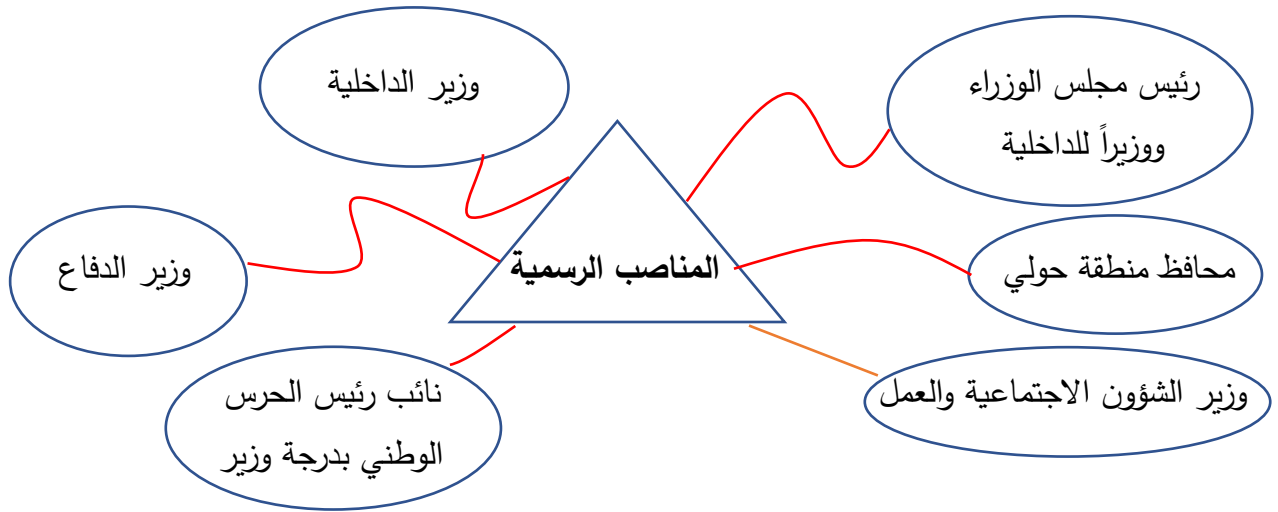 رئيس مجلس الوزراء
ووزيراً للداخلية
وزير الداخلية
محافظ منطقة حولي
المناصب الرسمية
وزير الدفاع
وزير الشؤون الاجتماعية والعمل
نائب رئيس الحرس
الوطني بدرجة وزير